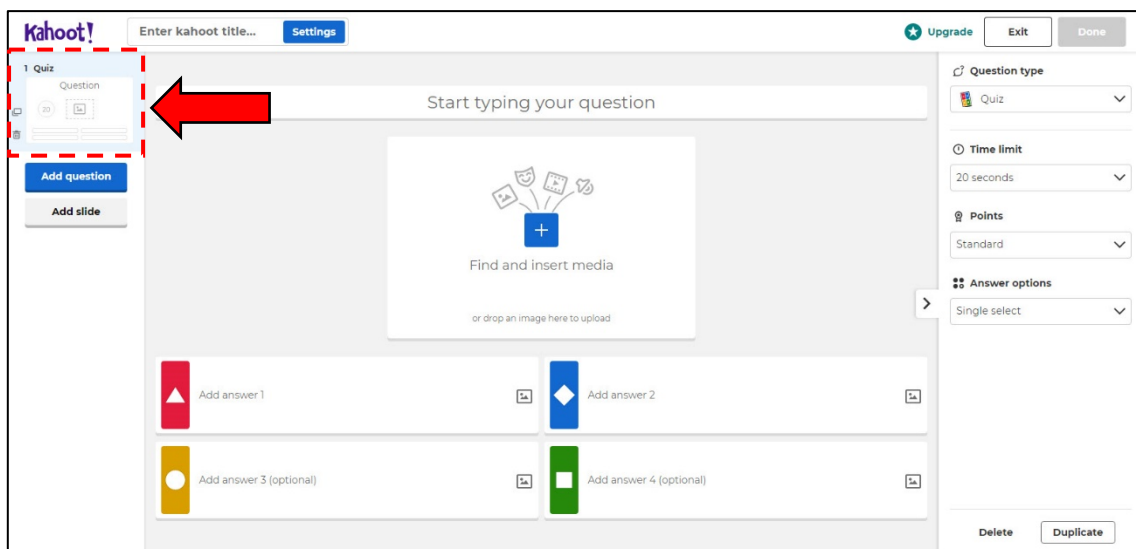 Kahoot!
Enter kahoot title...
Settings
Upgrade
Exit
Done
1 Quiz
Question
20
Add question
Add slide
Start typing your question
Find and insert media
or drop an image here to upload
Add answer 1
Add answer 2
Add answer 3 (optional)
Add answer 4 (optional)
Question type
Quiz
Time limit
20 seconds
Points
Standard
Answer options
Single select
Delete
Duplicate